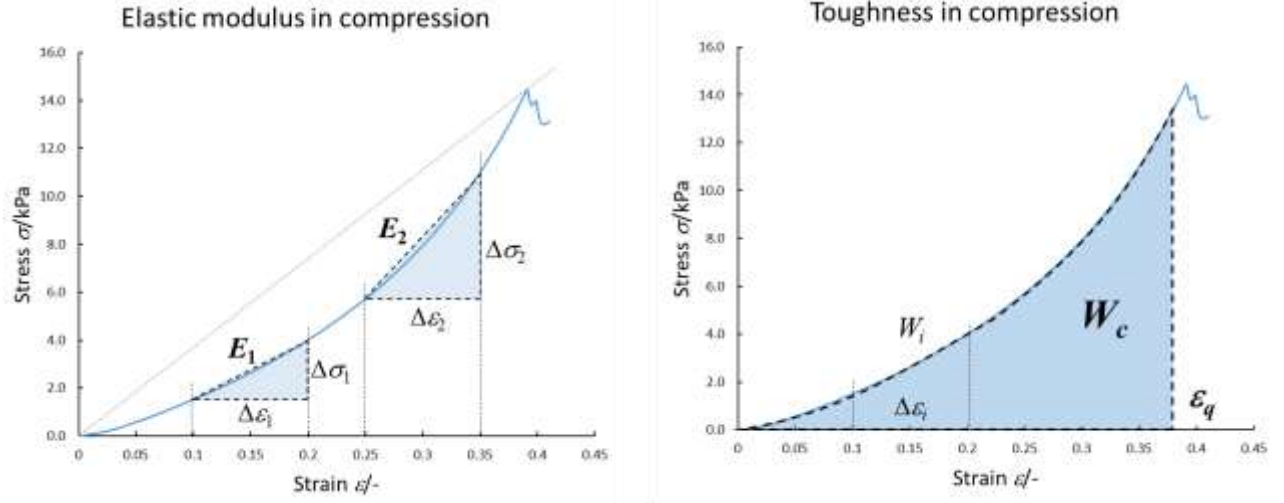 Elastic modulus in compression
16.0
14.0
12.0
10.0
8.0
6.0
4.0
2.0
0.0
Stress σ/kPa
E₁
Δσ₁
Δε₁
E₂
Δσ₂
Δε₂
0 0.05 0.1 0.15 0.2 0.25 0.3 0.35 0.4 0.45
Strain ε/-
Toughness in compression
16.0
14.0
12.0
10.0
8.0
6.0
4.0
2.0
0.0
Stress σ/kPa
Wᵢ
W_c
Δεᵢ
ε_q
0 0.05 0.1 0.15 0.2 0.25 0.3 0.35 0.4 0.45
Strain ε/-